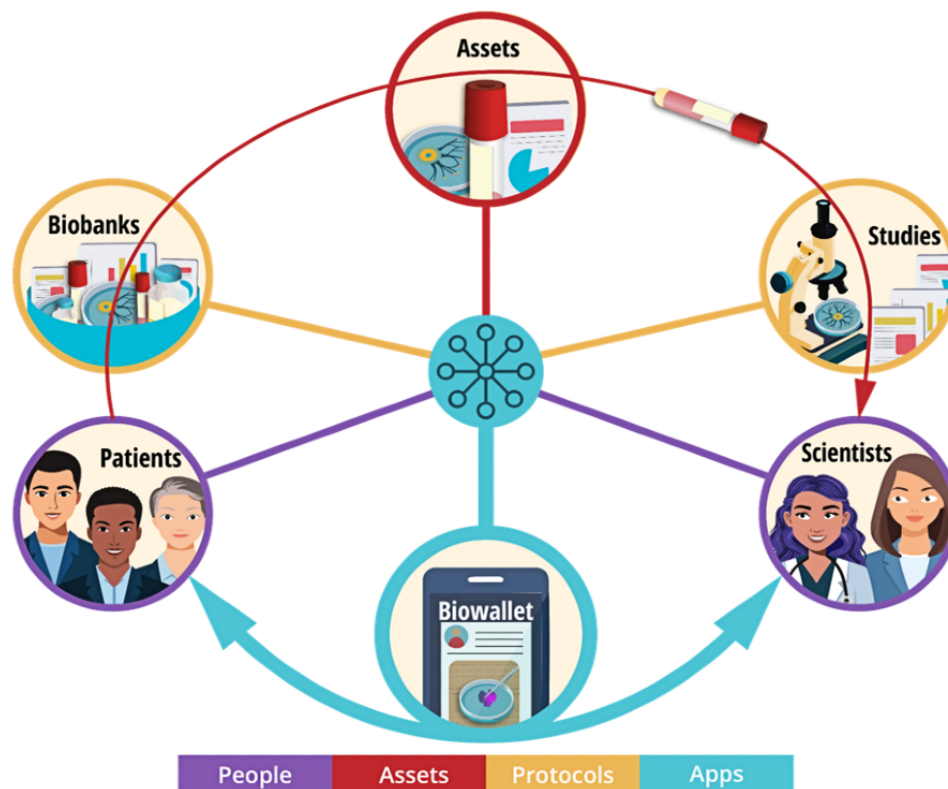 Assets
Biobanks
Studies
Patients
Scientists
Biowallet
People
Assets
Protocols
Apps